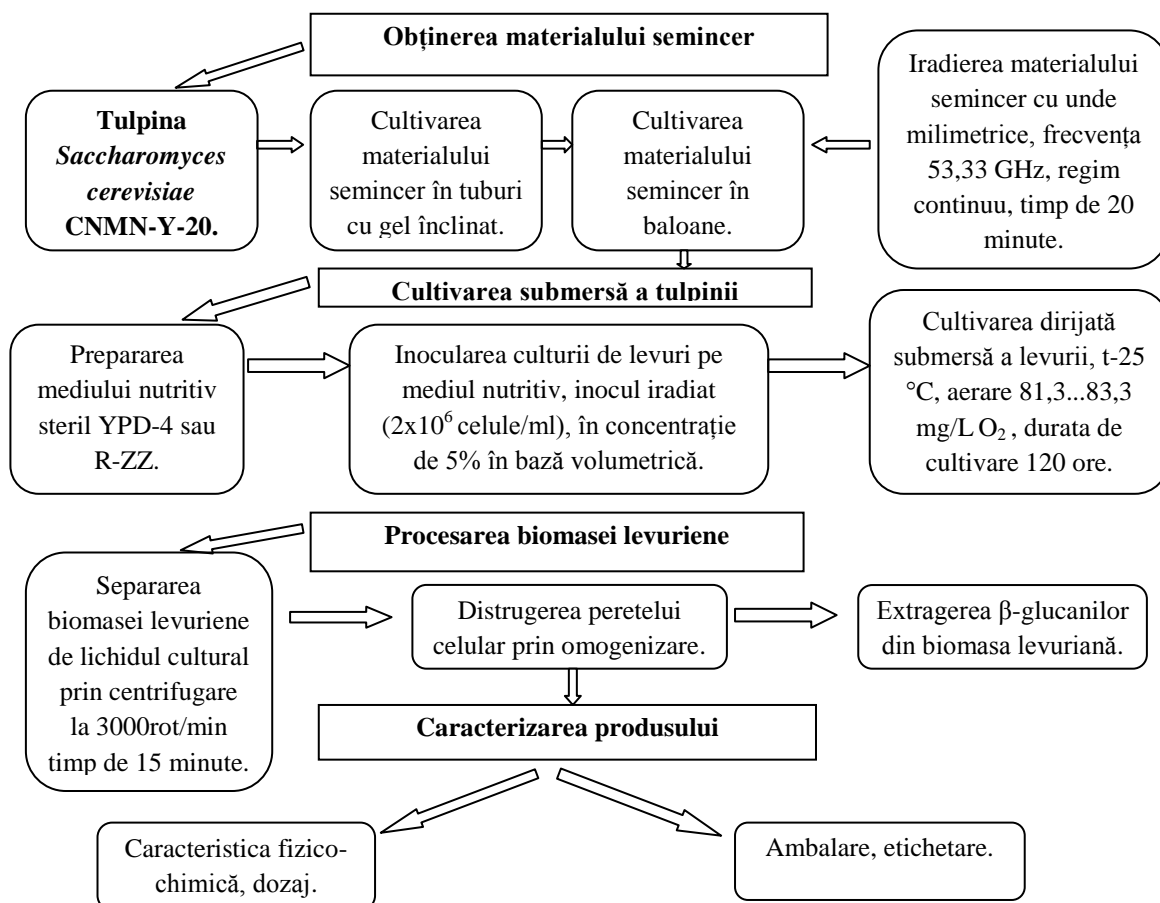 Obținerea materialului semincer
Tulpina
Saccharomyces
cerevisiae
CNMN-Y-20.
Cultivarea
materialului
semincer în tuburi
cu gel înclinat.
Cultivarea
materialului
semincer în
baloane.
Iradierea materialului
semincer cu unde
milimetrice, frecvența
53,33 GHz, regim
continuu, timp de 20
minute.
Cultivarea submersă a tulpinii
Prepararea
mediului nutritiv
steril YPD-4 sau
R-ZZ.
Inocularea culturii de levuri pe
mediul nutritiv, inocul iradiat
(2x10⁶ celule/ml), în concentrație
de 5% în bază volumetrică.
Cultivarea dirijată
submersă a levurii, t-25
°C, aerare 81,3...83,3
mg/L O₂ , durata de
cultivare 120 ore.
Procesarea biomasei levuriene
Separarea
biomasei levuriene
de lichidul cultural
prin centrifugare
la 3000rot/min
timp de 15 minute.
Distrugerea peretelui
celular prin omogenizare.
Extragerea β-glucanilor
din biomasa levuriană.
Caracterizarea produsului
Caracteristica fizico-
chimică, dozaj.
Ambalare, etichetare.